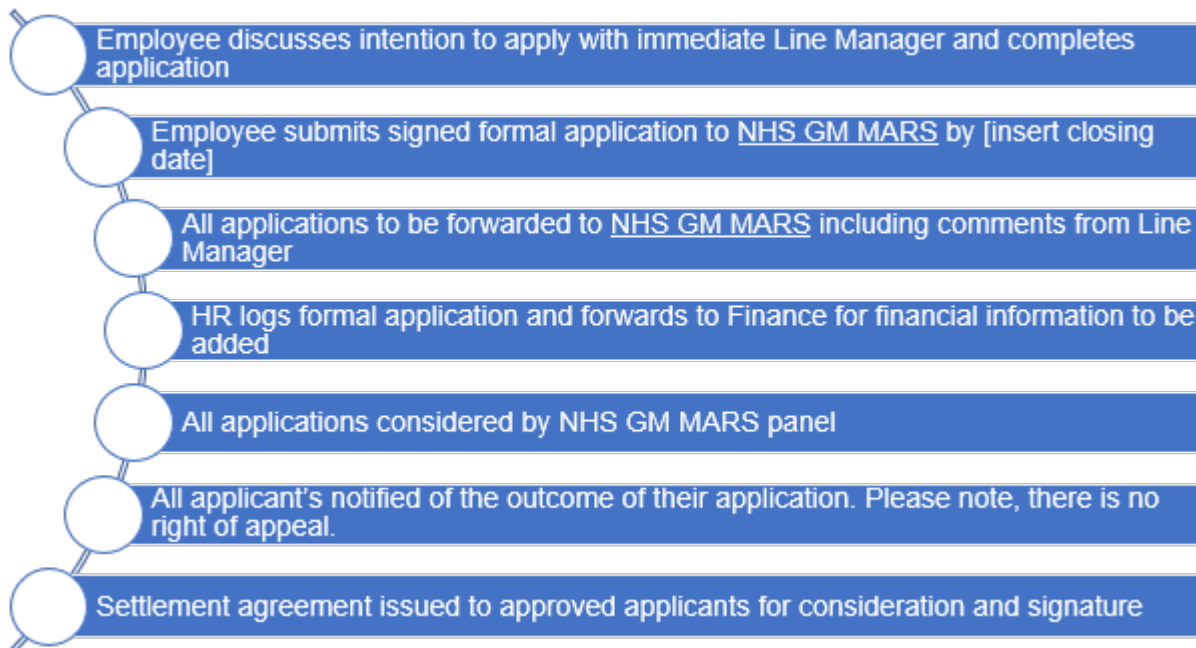 Employee discusses intention to apply with immediate Line Manager and completes
application
Employee submits signed formal application to NHS GM MARS by [insert closing
date]
All applications to be forwarded to NHS GM MARS including comments from Line
Manager
HR logs formal application and forwards to Finance for financial information to be
added
All applications considered by NHS GM MARS panel
All applicant's notified of the outcome of their application. Please note, there is no
right of appeal.
Settlement agreement issued to approved applicants for consideration and signature